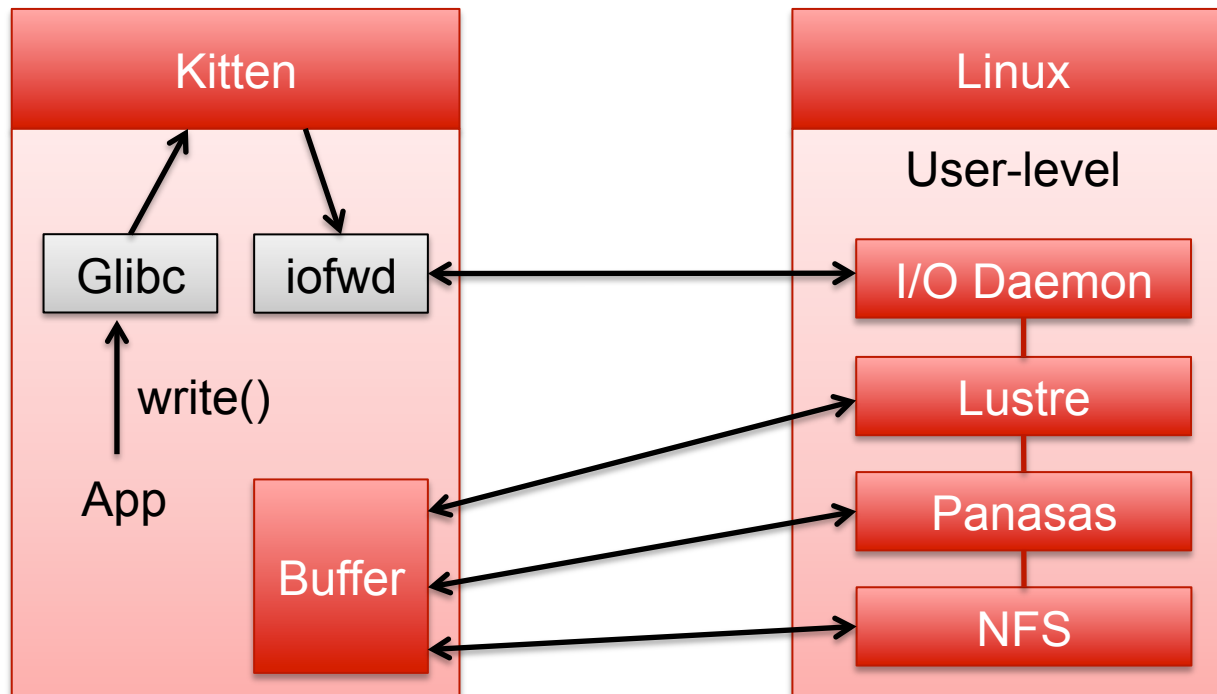 Kitten
Glibc
iofwd
write()
App
Buffer
Linux
User-level
I/O Daemon
Lustre
Panasas
NFS